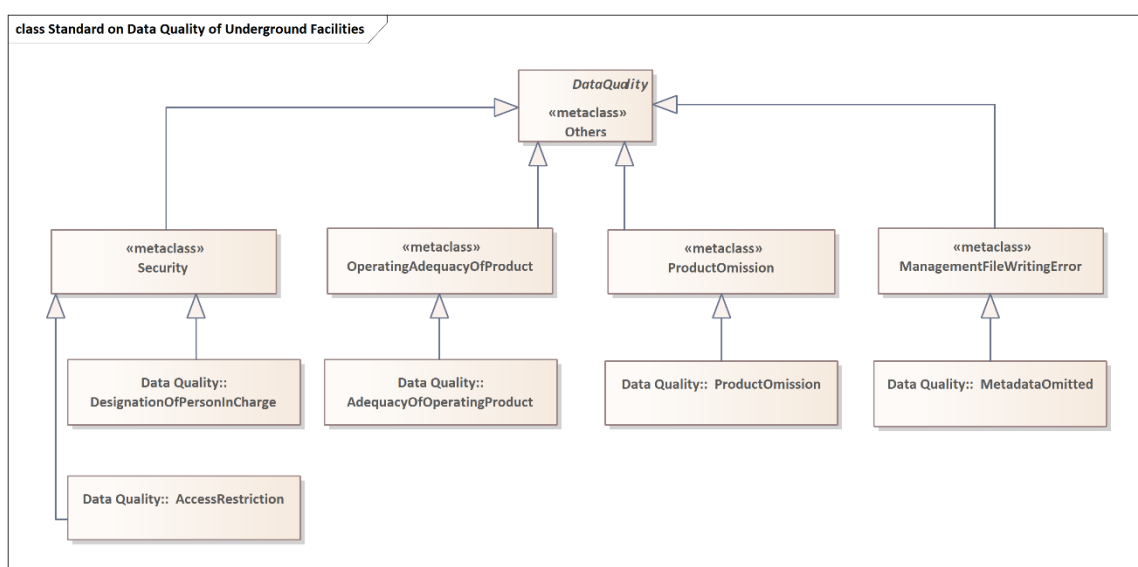 class Standard on Data Quality of Underground Facilities
DataQuality
«metaclass»
Others
«metaclass»
Security
«metaclass»
OperatingAdequacyOfProduct
«metaclass»
ProductOmission
«metaclass»
ManagementFileWritingError
Data Quality::
DesignationOfPersonInCharge
Data Quality::
AdequacyOfOperatingProduct
Data Quality:: ProductOmission
Data Quality:: MetadataOmitted
Data Quality:: AccessRestriction